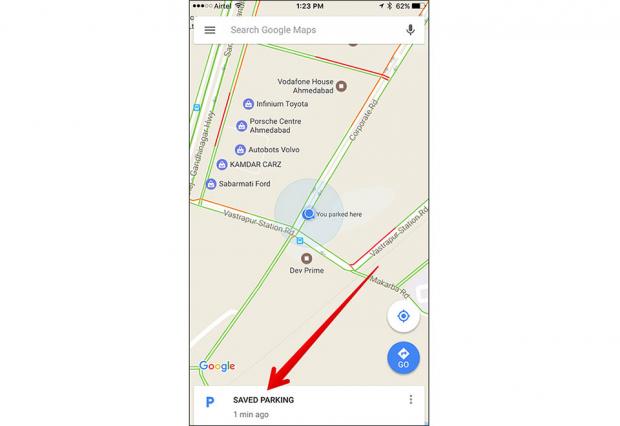 Airtel 1:23 PM 62%
Search Google Maps
Vodafone House
Ahmedabad
Infinium Toyota
Porsche Centre
Ahmedabad
Corporate Rd
Autobots Volvo
KAMDAR CARZ
Sabarmati Ford
Gandhinagar Hwy
You parked here
Vastrapur-Station Rd
Vastrapur-Station Rd
Dev Prime
Makarba Rd
Google
GO
P SAVED PARKING
1 min ago